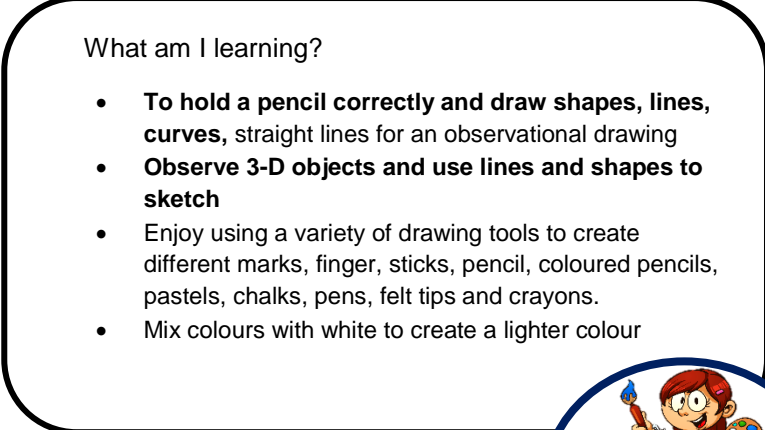 What am I learning?
• To hold a pencil correctly and draw shapes, lines,
curves, straight lines for an observational drawing
• Observe 3-D objects and use lines and shapes to
sketch
• Enjoy using a variety of drawing tools to create
different marks, finger, sticks, pencil, coloured pencils,
pastels, chalks, pens, felt tips and crayons.
• Mix colours with white to create a lighter colour